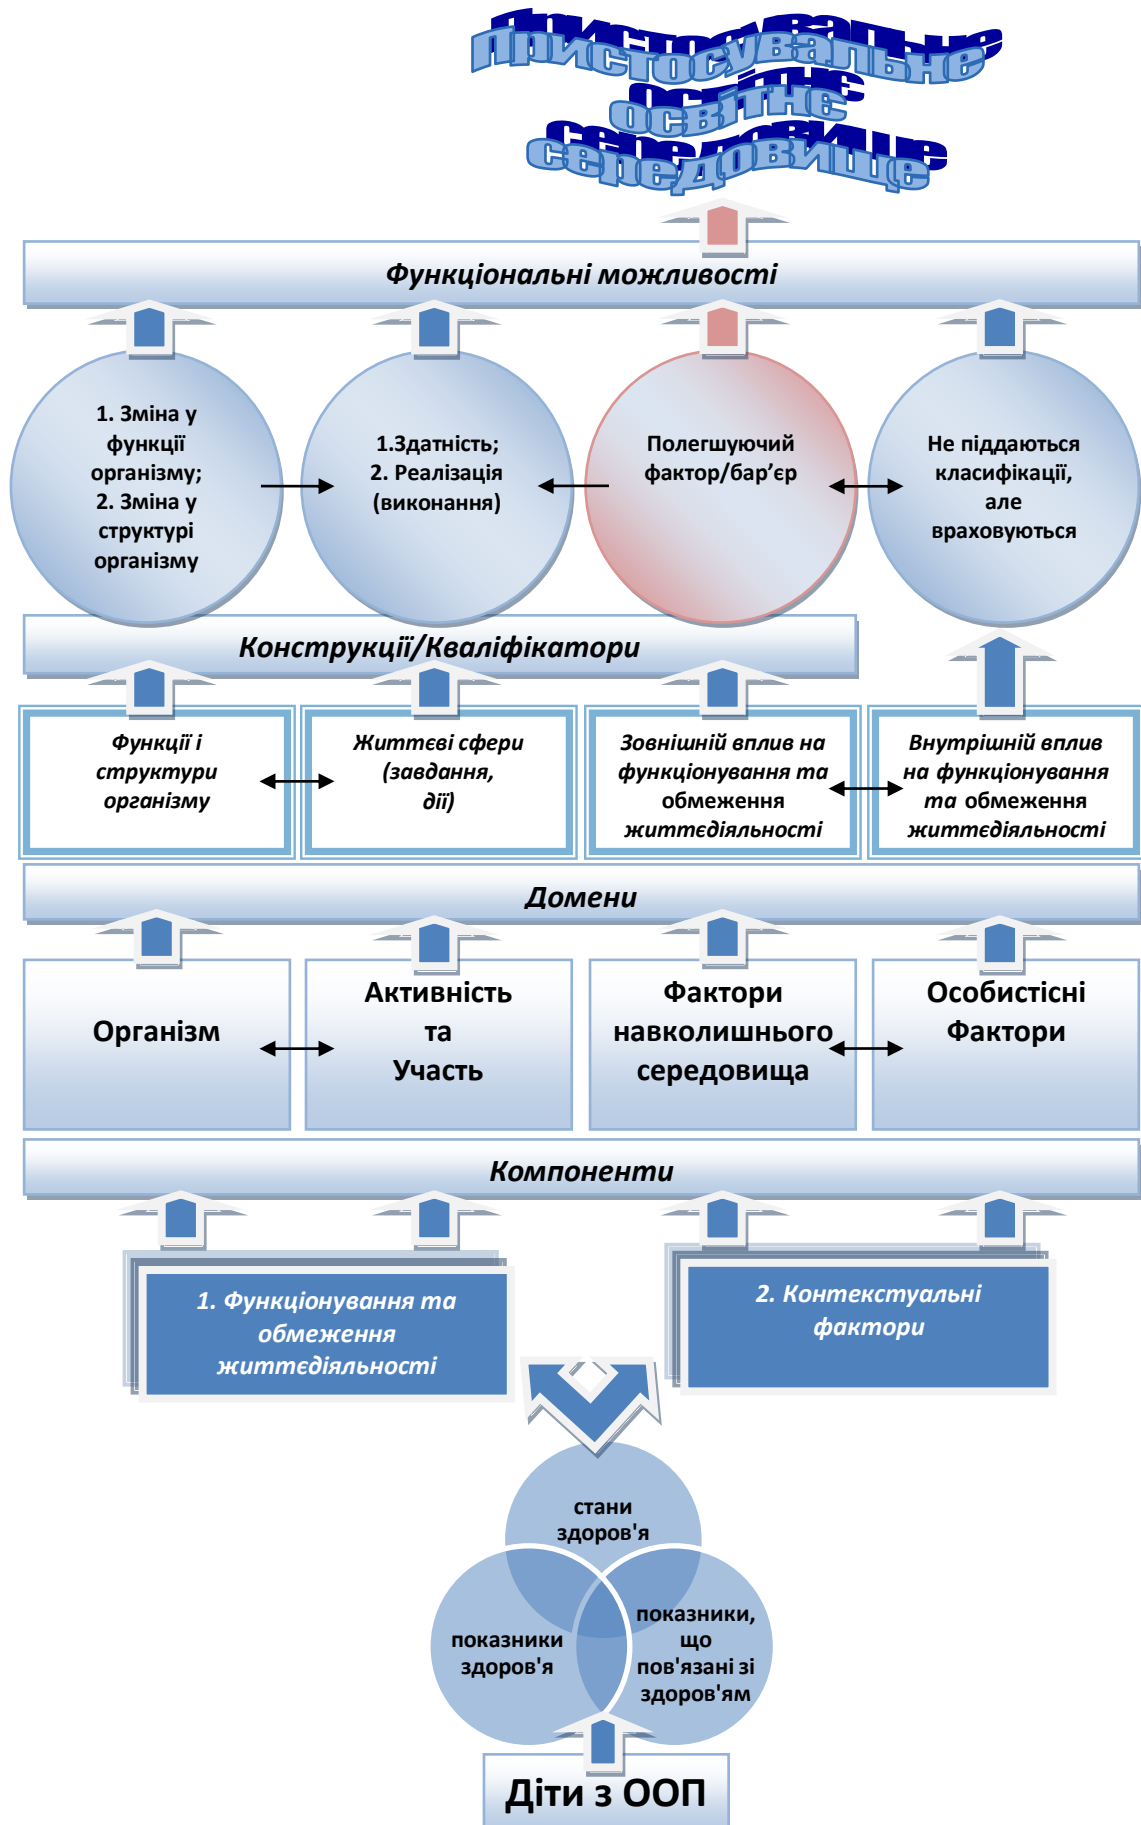 Пристосувальне
освітнє
середовище
Функціональні можливості
1. Зміна у
функції
організму;
2. Зміна у
структурі
організму
1.Здатність;
2. Реалізація
(виконання)
Полегшуючий
фактор/бар’єр
Не піддаються
класифікації,
але
враховуються
Конструкції/Кваліфікатори
Функції і
структури
організму
Життєві сфери
(завдання,
дії)
Зовнішній вплив на
функціонування та
обмеження
життєдіяльності
Внутрішній вплив
на функціонування
та обмеження
життєдіяльності
Домени
Організм
Активність
та
Участь
Фактори
навколишнього
середовища
Особистісні
Фактори
Компоненти
1. Функціонування та
обмеження
життєдіяльності
2. Контекстуальні
фактори
стани
здоров'я
показники
здоров'я
показники,
що
пов'язані зі
здоров'ям
Діти з ООП